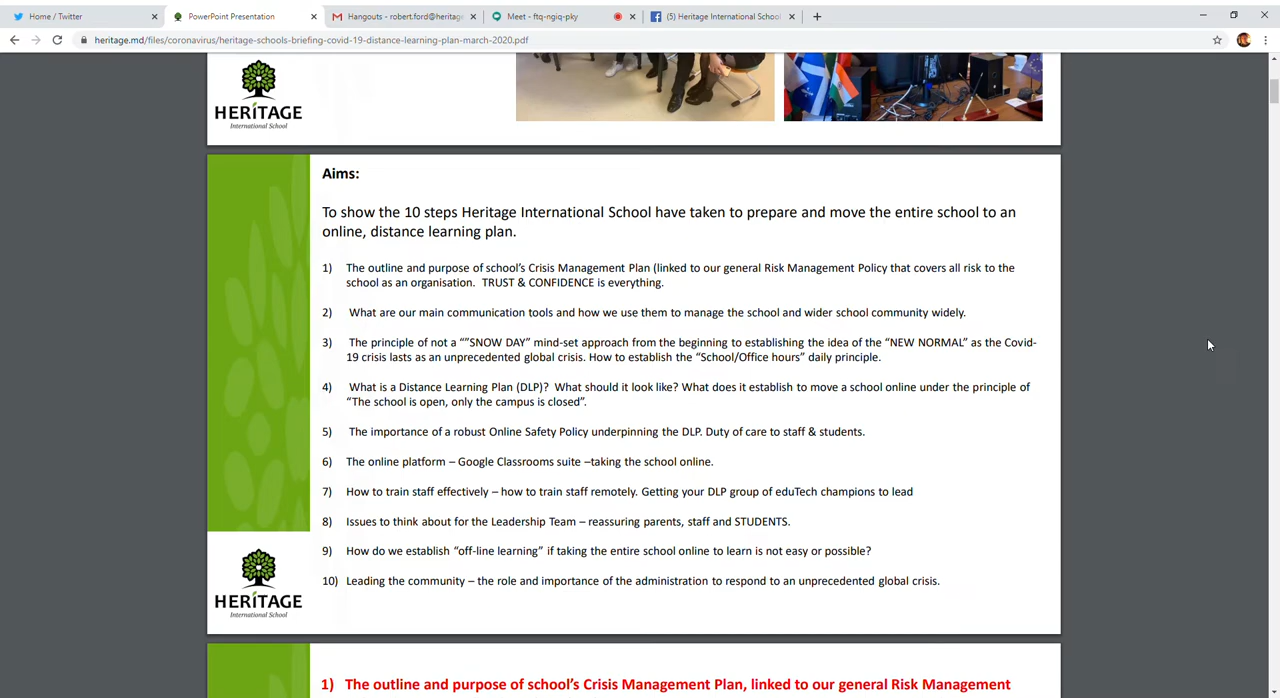 Home / Twitter
PowerPoint Presentation
Hangouts - robert.ford@heritage
Meet - ftq-ngiq-pky
(5) Heritage International School
heritage.md/files/coronavirus/heritage-schools-briefing-covid-19-distance-learning-plan-march-2020.pdf
HERÍTAGE
International School
Aims:
To show the 10 steps Heritage International School have taken to prepare and move the entire school to an
online, distance learning plan.
1) The outline and purpose of school's Crisis Management Plan (linked to our general Risk Management Policy that covers all risk to the
school as an organisation. TRUST & CONFIDENCE is everything.
2) What are our main communication tools and how we use them to manage the school and wider school community widely.
3) The principle of not a “”SNOW DAY” mind-set approach from the beginning to establishing the idea of the “NEW NORMAL” as the Covid-
19 crisis lasts as an unprecedented global crisis. How to establish the “School/Office hours” daily principle.
4) What is a Distance Learning Plan (DLP)? What should it look like? What does it establish to move a school online under the principle of
“The school is open, only the campus is closed”.
5) The importance of a robust Online Safety Policy underpinning the DLP. Duty of care to staff & students.
6) The online platform – Google Classrooms suite –taking the school online.
7) How to train staff effectively – how to train staff remotely. Getting your DLP group of eduTech champions to lead
8) Issues to think about for the Leadership Team – reassuring parents, staff and STUDENTS.
9) How do we establish “off-line learning” if taking the entire school online to learn is not easy or possible?
10) Leading the community – the role and importance of the administration to respond to an unprecedented global crisis.
HERÍTAGE
International School
1) The outline and purpose of school's Crisis Management Plan, linked to our general Risk Management